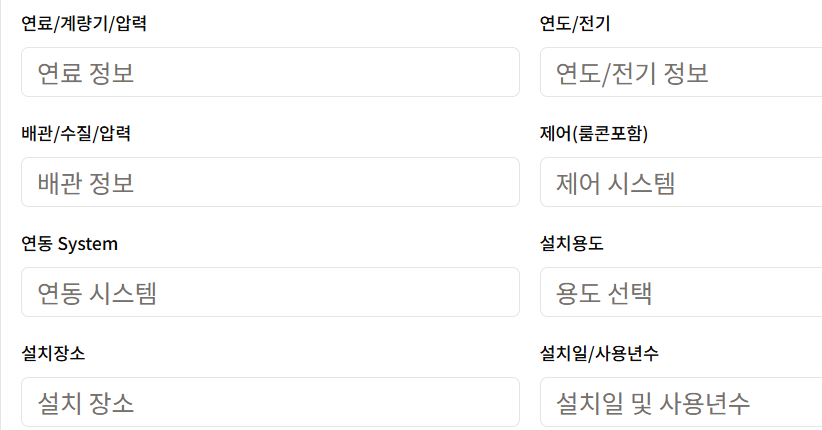 연료/계량기/압력
연도/전기
연료 정보
연도/전기 정보
배관/수질/압력
제어(룸콘포함)
배관 정보
제어 시스템
연동 System
설치용도
연동 시스템
용도 선택
설치장소
설치일/사용년수
설치 장소
설치일 및 사용년수